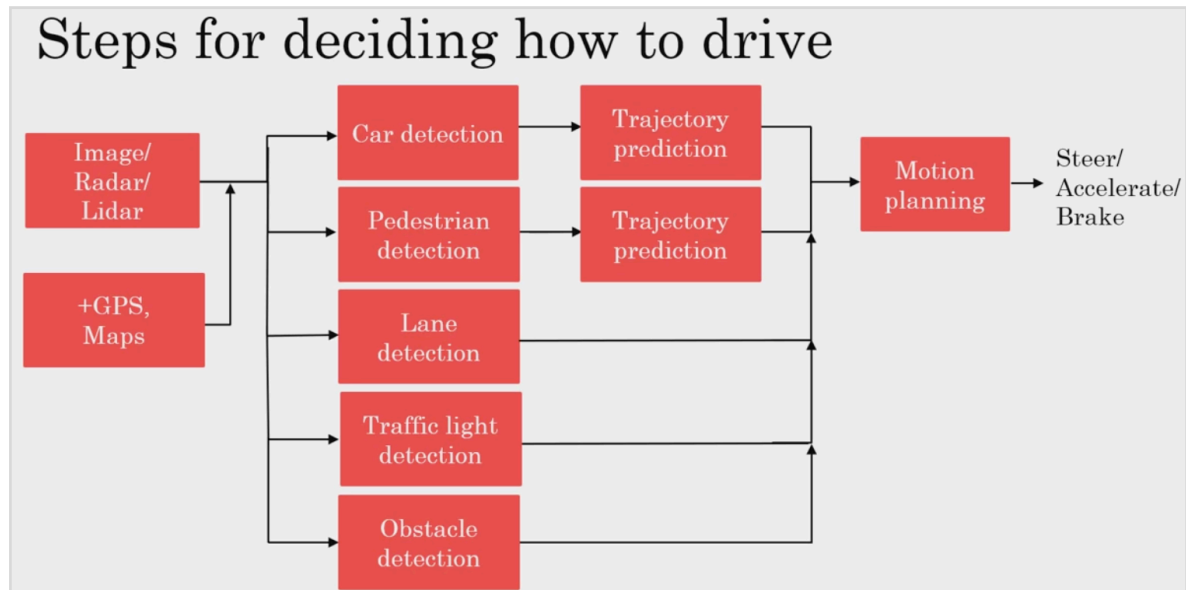 Steps for deciding how to drive
Image/
Radar/
Lidar
+GPS,
Maps
Car detection
Pedestrian
detection
Lane
detection
Traffic light
detection
Obstacle
detection
Trajectory
prediction
Trajectory
prediction
Motion
planning
Steer/
Accelerate/
Brake